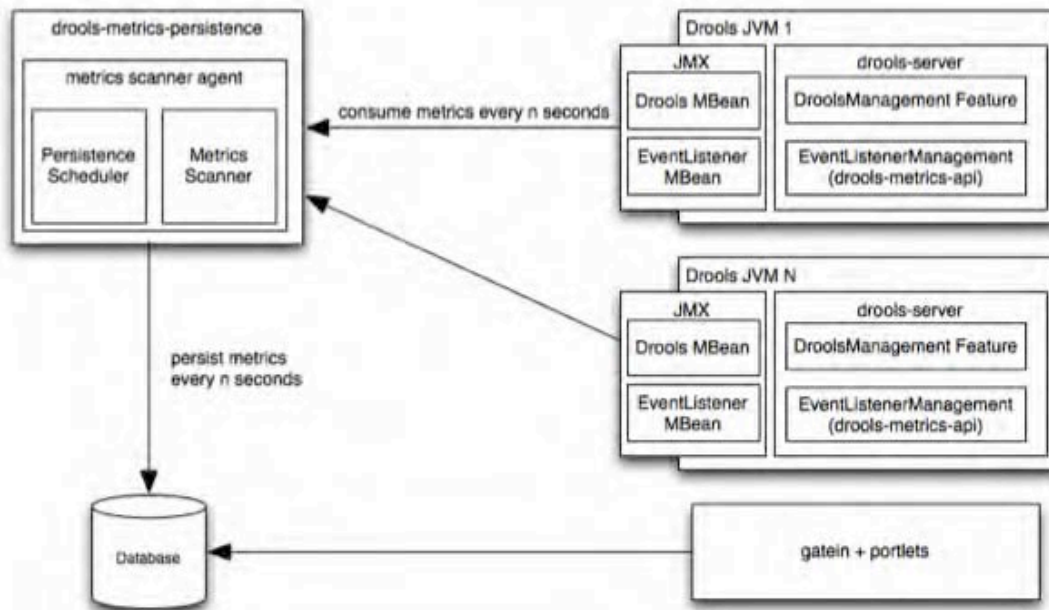 drools-metrics-persistence
metrics scanner agent
Persistence
Scheduler
Metrics
Scanner
consume metrics every n seconds
Drools JVM 1
JMX
Drools MBean
EventListener
MBean
drools-server
DroolsManagement Feature
EventListenerManagement
(drools-metrics-api)
Drools JVM N
JMX
Drools MBean
EventListener
MBean
drools-server
DroolsManagement Feature
EventListenerManagement
(drools-metrics-api)
persist metrics
every n seconds
Database
gatein + portlets